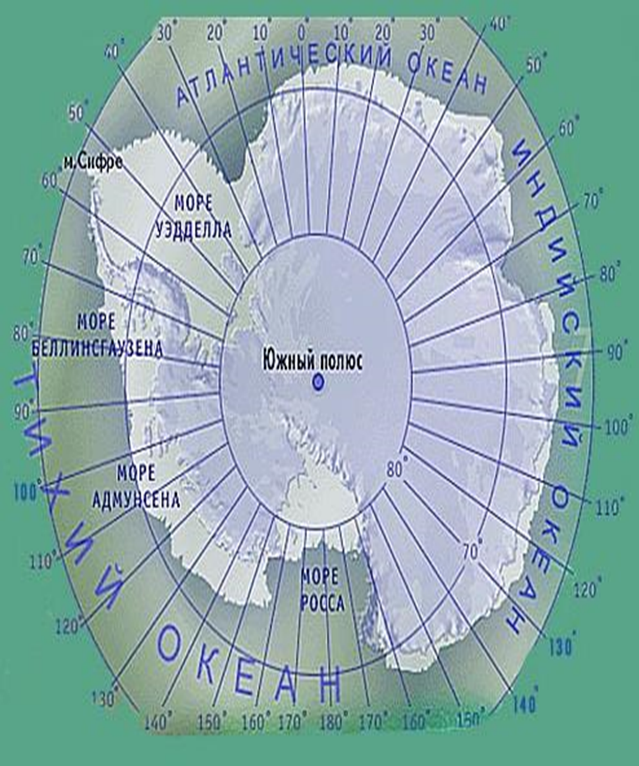 30° 20° 10° 0° 10° 20° 30° 40°
40° 50°
50° 60°
60° 70°
70° 80°
80° 90°
90° 100°
100° 110°
110° 120°
120° 130°
130° 140°
140° 150° 160° 170° 180° 170° 160° 150°
АТЛАНТИЧЕСКИЙ ОКЕАН
ИНДИЙСКИЙ ОКЕАН
м.Сифре
МОРЕ
УЭДДЕЛЛА
МОРЕ
БЕЛЛИНСГАУЗЕНА
Южный полюс
80°
МОРЕ
АДМУНСЕНА
70°
МОРЕ
РОССА
ТИХИЙ ОКЕАН